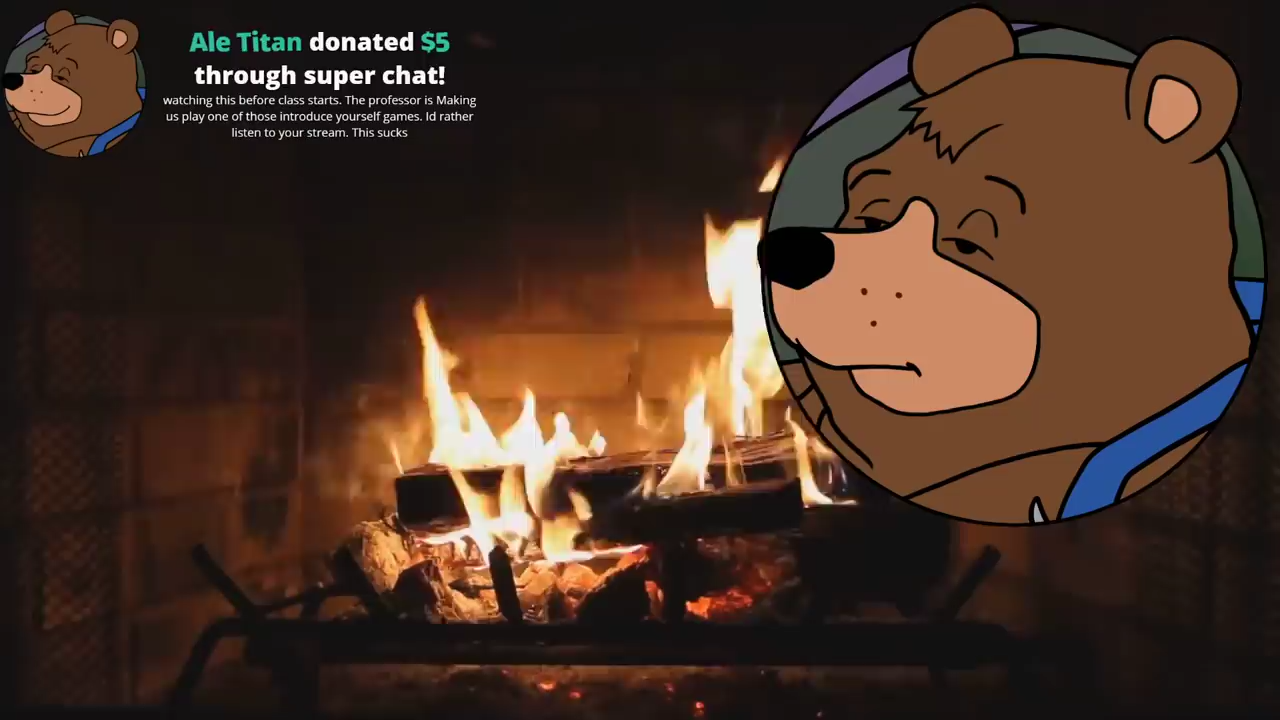 Ale Titan donated $5
through super chat!
watching this before class starts. The professor is Making
us play one of those introduce yourself games. Id rather
listen to your stream. This sucks